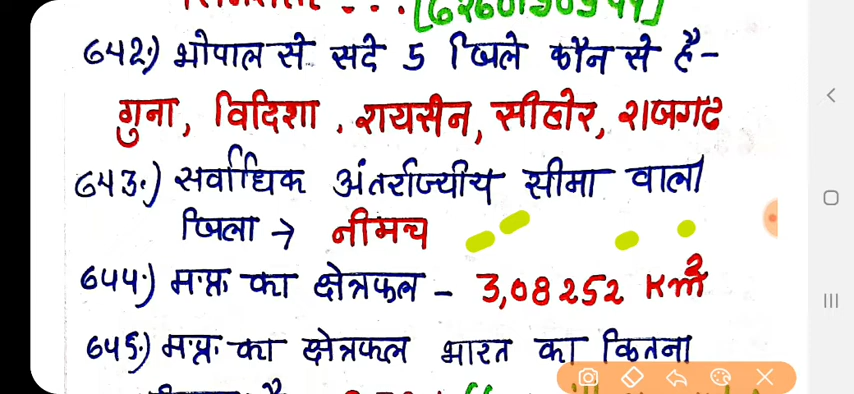 642.) भोपाल से सटे 5 जिले कौन से है-
गुना, विदिशा, रायसेन, सीहोर, राजगढ
643.) सर्वाधिक अंतर्राज्यीय सीमा वाला
जिला → नीमच
644.) म.प्र. का क्षेत्रफल - 3,08252 Km²
645.) म.प्र. का क्षेत्रफल भारत का कितना